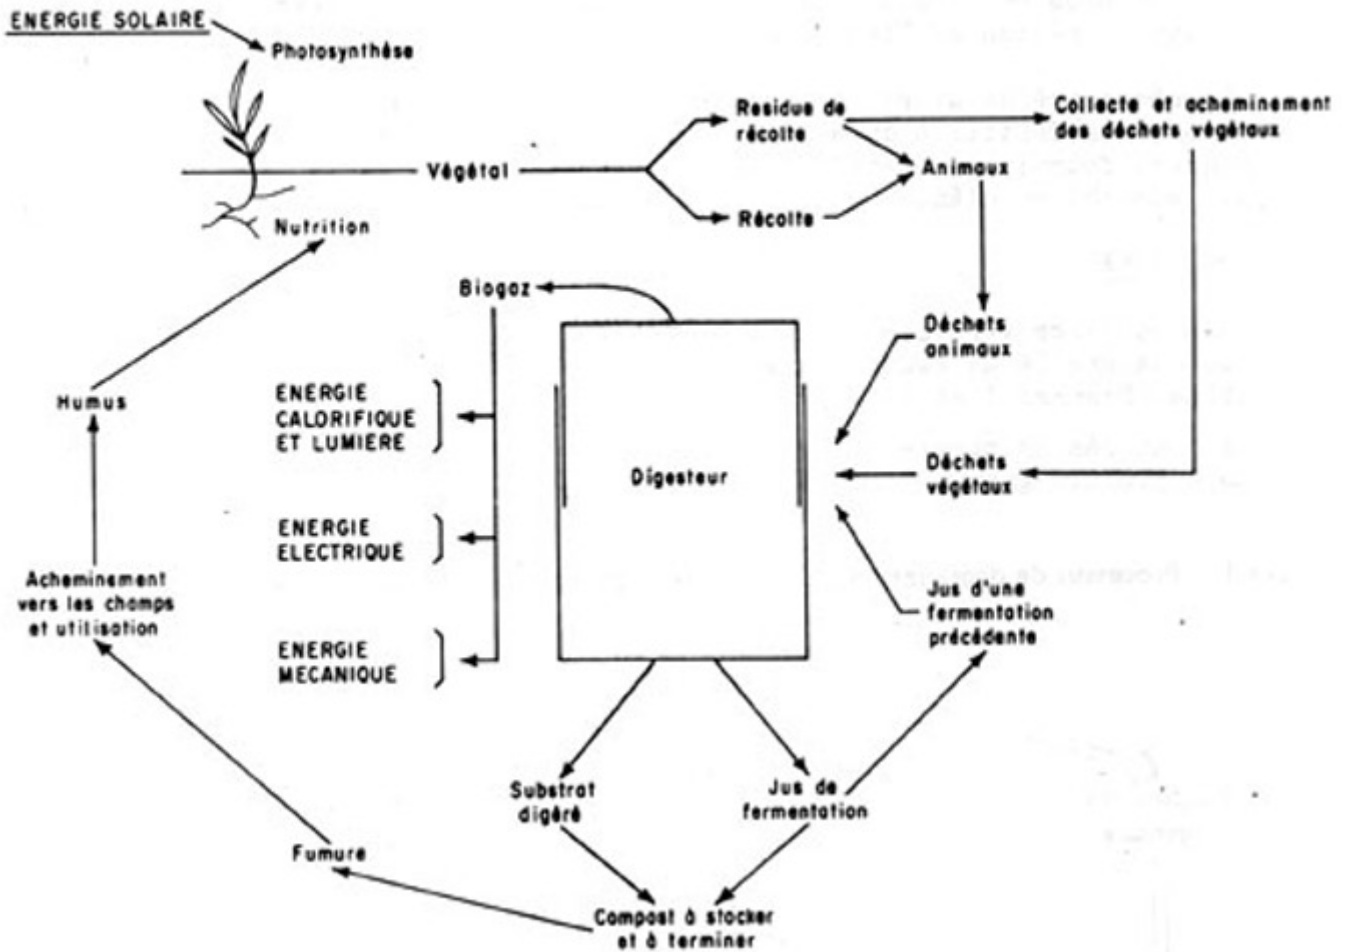 ENERGIE SOLAIRE
Photosynthèse
Residue de
récolte
Collecte et acheminement
des déchets végétaux
Végétal
Animaux
Récolte
Nutrition
Biogaz
Déchets
animaux
ENERGIE
CALORIFIQUE
ET LUMIERE
Humus
Digesteur
Déchets
végétaux
ENERGIE
ELECTRIQUE
Acheminement
vers les champs
et utilisation
Jus d'une
fermentation
précédente
ENERGIE
MECANIQUE
Substrat
digéré
Jus de
fermentation
Fumure
Compost à stocker
et à terminer